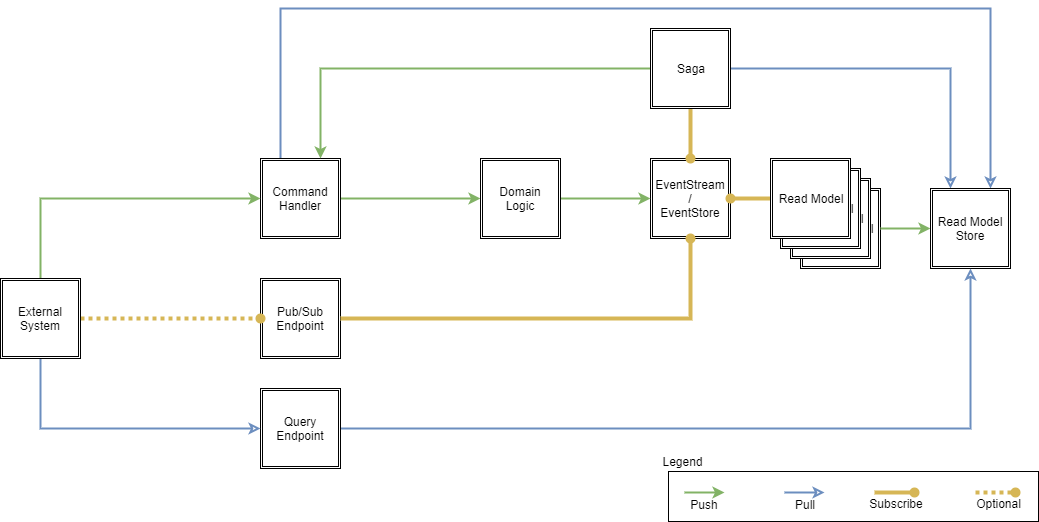 Saga
Command
Handler
Domain
Logic
EventStream
/
EventStore
Read Model
Read Model
Store
External
System
Pub/Sub
Endpoint
Query
Endpoint
Legend
Push
Pull
Subscribe
Optional